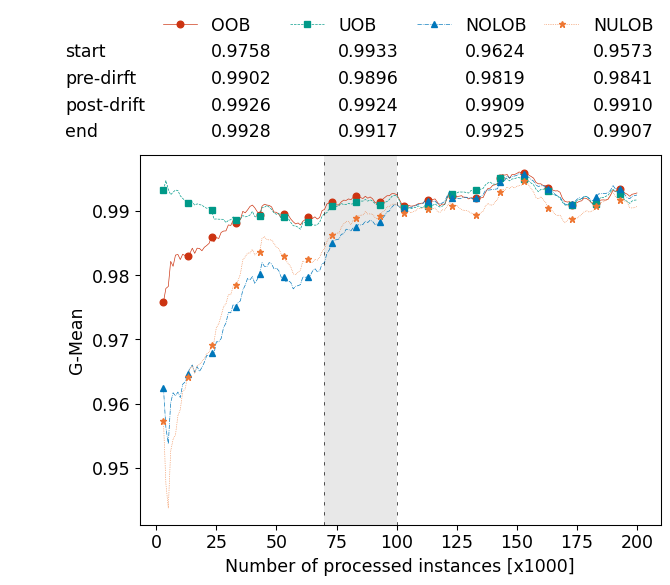 OOB UOB NOLOB NULOB
start 0.9758 0.9933 0.9624 0.9573
pre-dirft 0.9902 0.9896 0.9819 0.9841
post-drift 0.9926 0.9924 0.9909 0.9910
end 0.9928 0.9917 0.9925 0.9907
0.99
0.98
0.97
0.96
0.95
G-Mean
0 25 50 75 100 125 150 175 200
Number of processed instances [x1000]